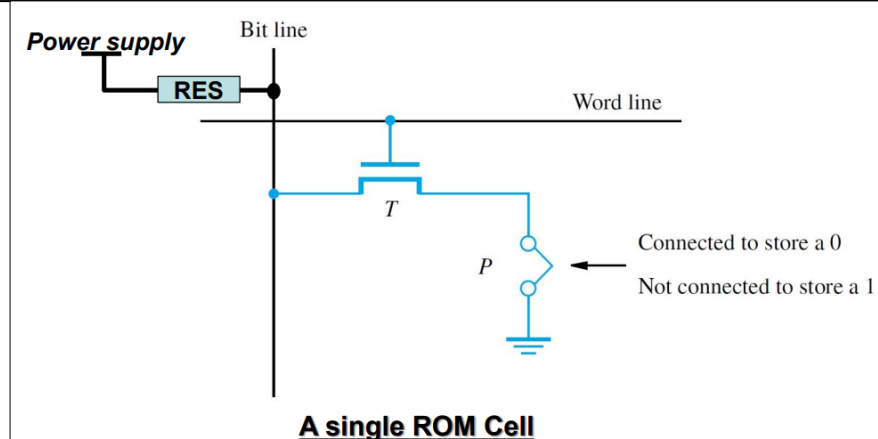 Power supply
Bit line
RES
Word line
T
P
Connected to store a 0
Not connected to store a 1
A single ROM Cell